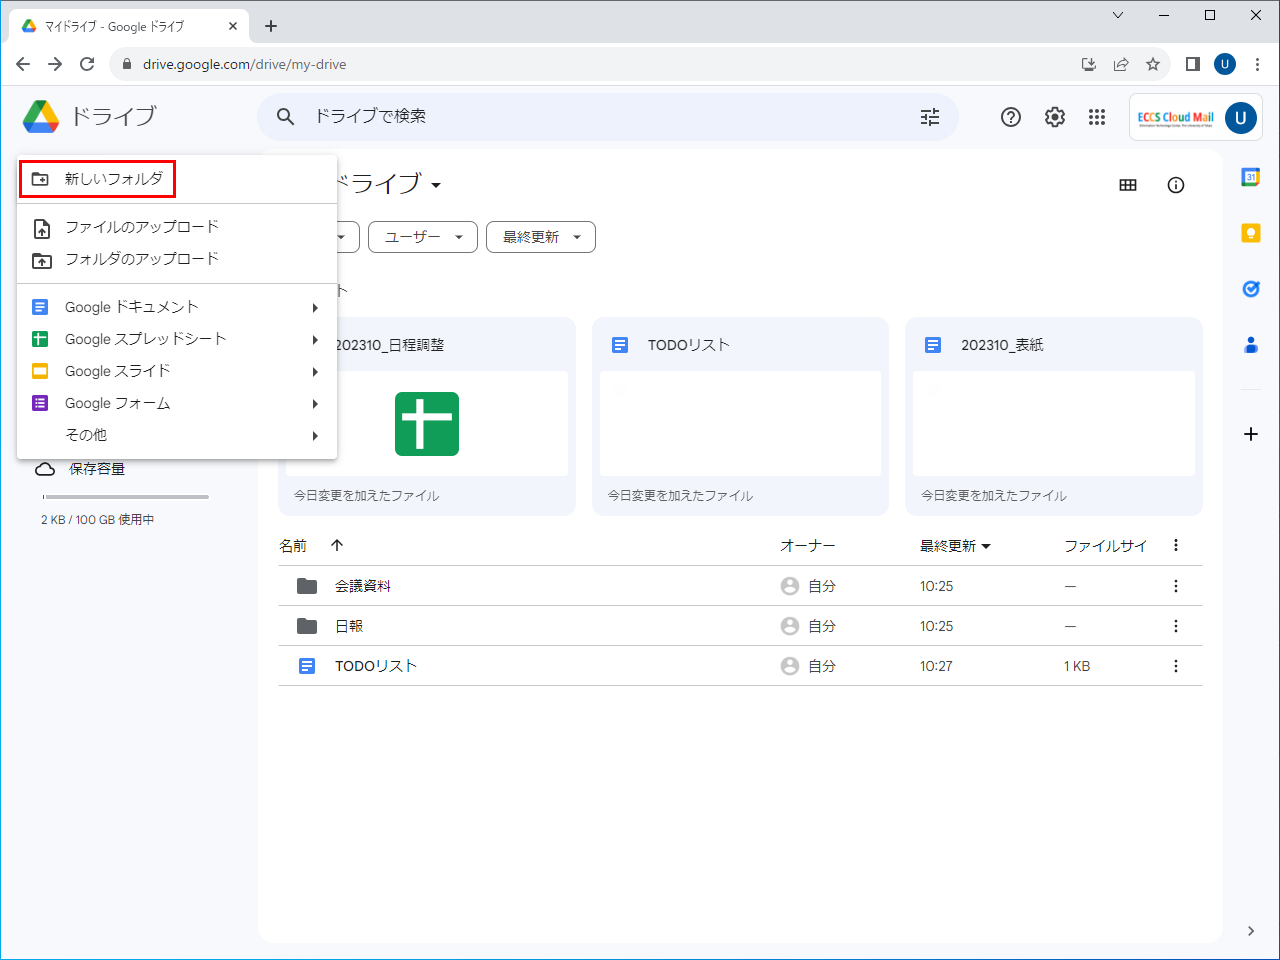 マイドライブ - Google ドライブ
drive.google.com/drive/my-drive
U
ドライブ
ドライブで検索
ECCS Cloud Mail
U
新しいフォルダ
ファイルのアップロード
フォルダのアップロード
Google ドキュメント
Google スプレッドシート
Google スライド
Google フォーム
その他
保存容量
2 KB / 100 GB 使用中
ドライブ
ユーザー
最終更新
ト
202310_日程調整
TODOリスト
202310_表紙
今日変更を加えたファイル
今日変更を加えたファイル
今日変更を加えたファイル
名前 オーナー 最終更新 ファイルサイ
会議資料 自分 10:25 —
日報 自分 10:25 —
TODOリスト 自分 10:27 1 KB
31